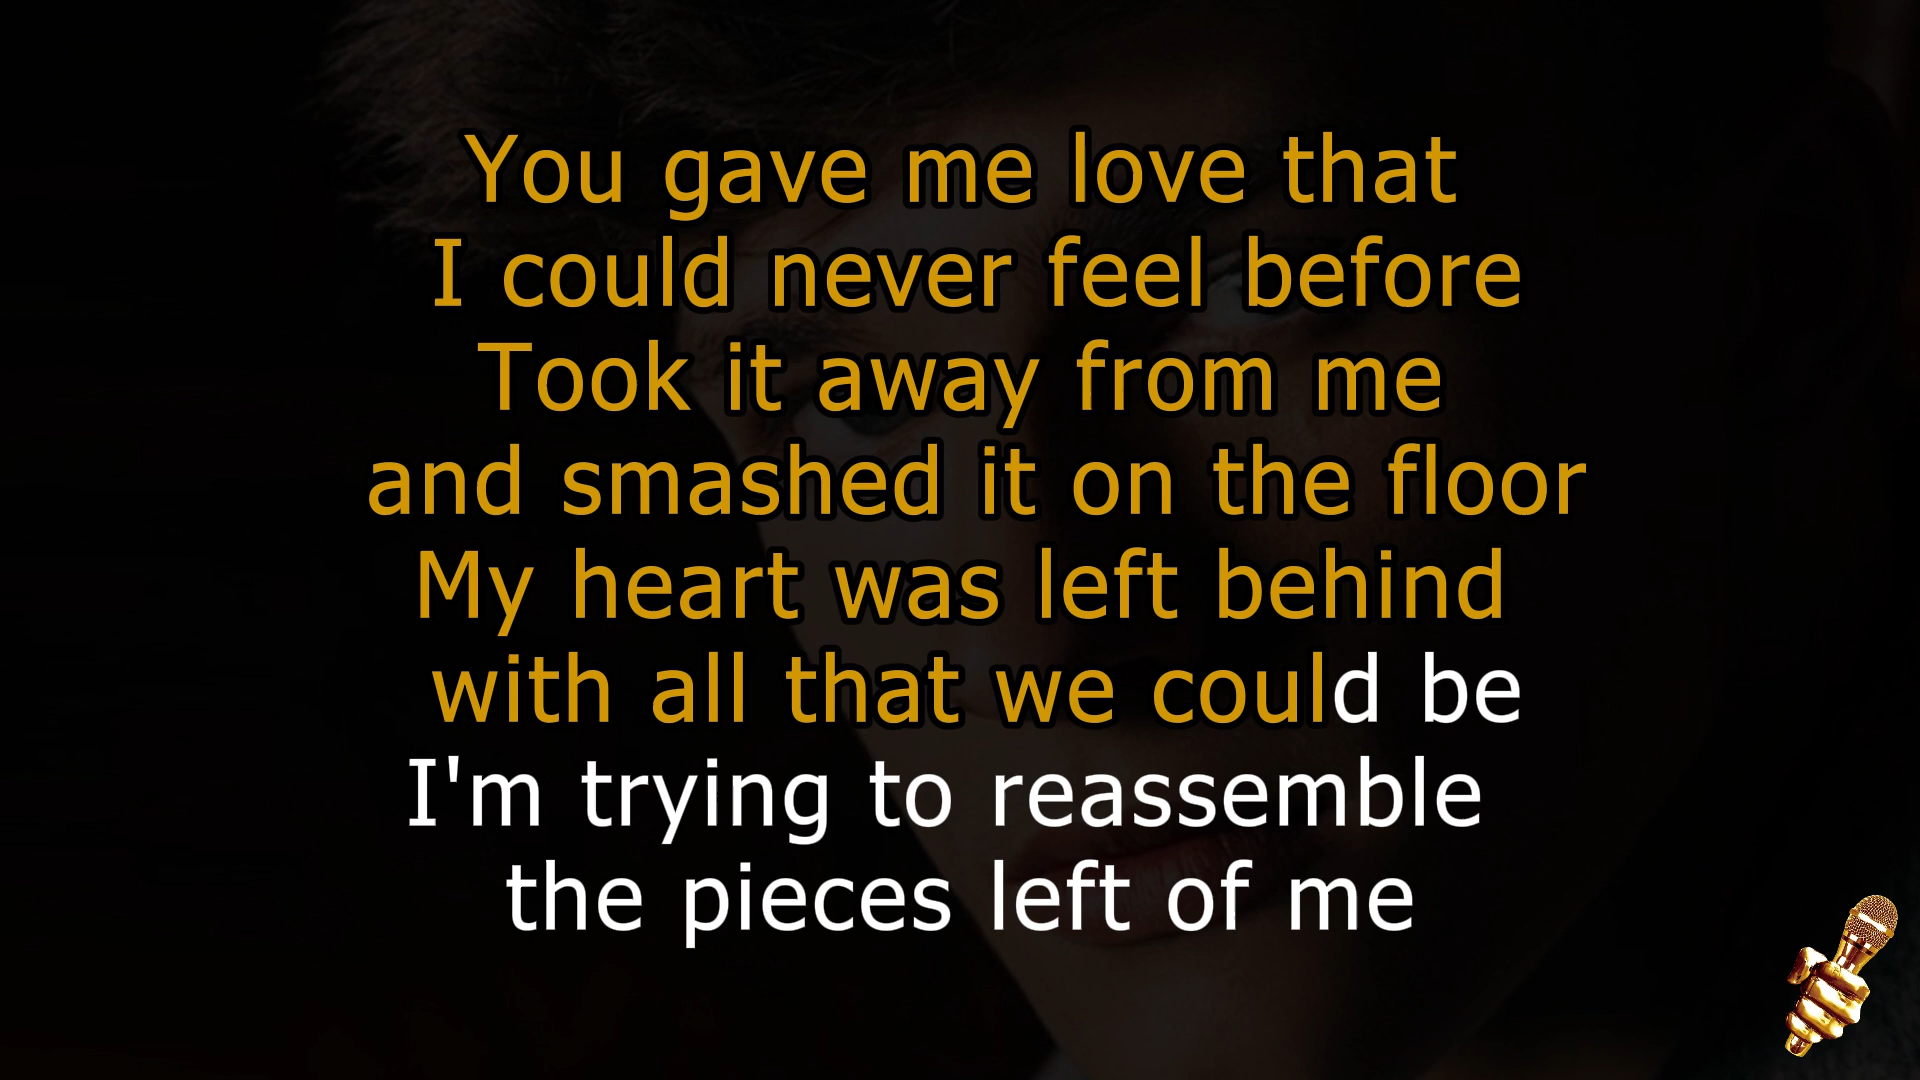 You gave me love that
I could never feel before
Took it away from me
and smashed it on the floor
My heart was left behind
with all that we could be
I'm trying to reassemble
the pieces left of me